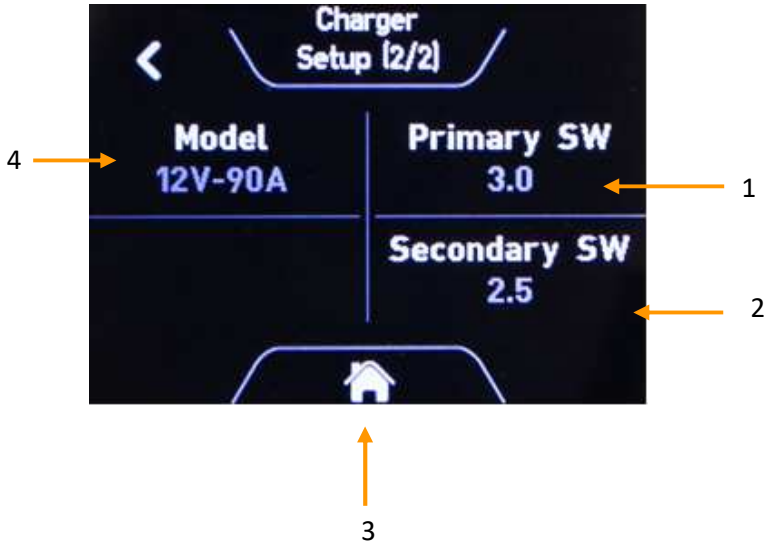 Charger
Setup (2/2)
Model
12V-90A
Primary SW
3.0
Secondary SW
2.5
4
1
2
3